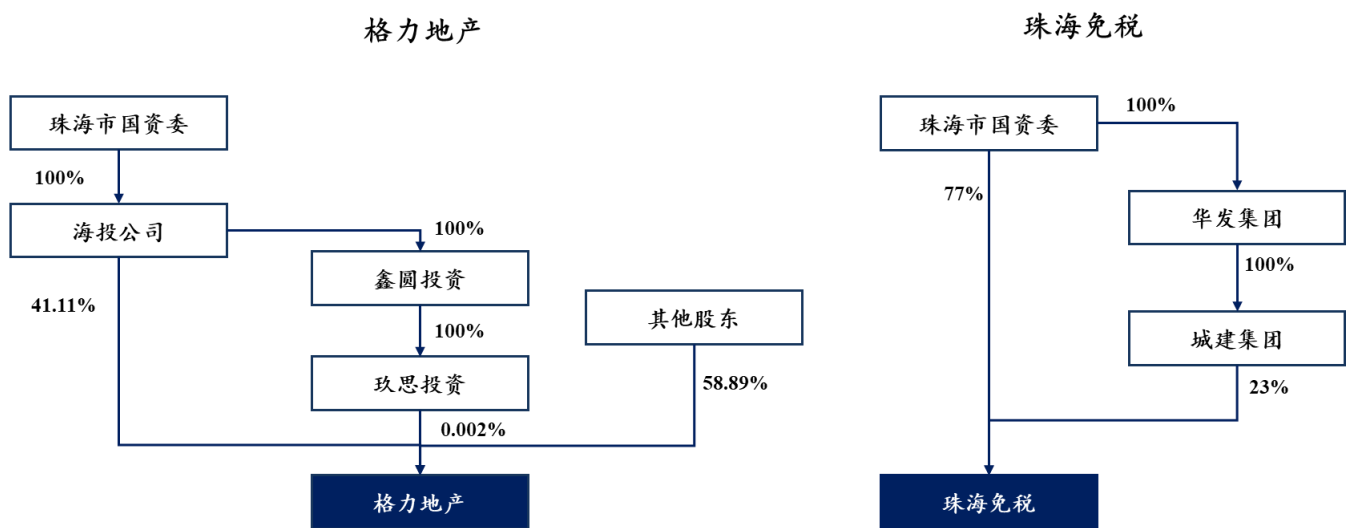 格力地产
珠海免税
珠海市国资委
100%
海投公司
100%
鑫圆投资
41.11%
100%
其他股东
玖思投资
58.89%
0.002%
格力地产
珠海市国资委
100%
77%
华发集团
100%
城建集团
23%
珠海免税